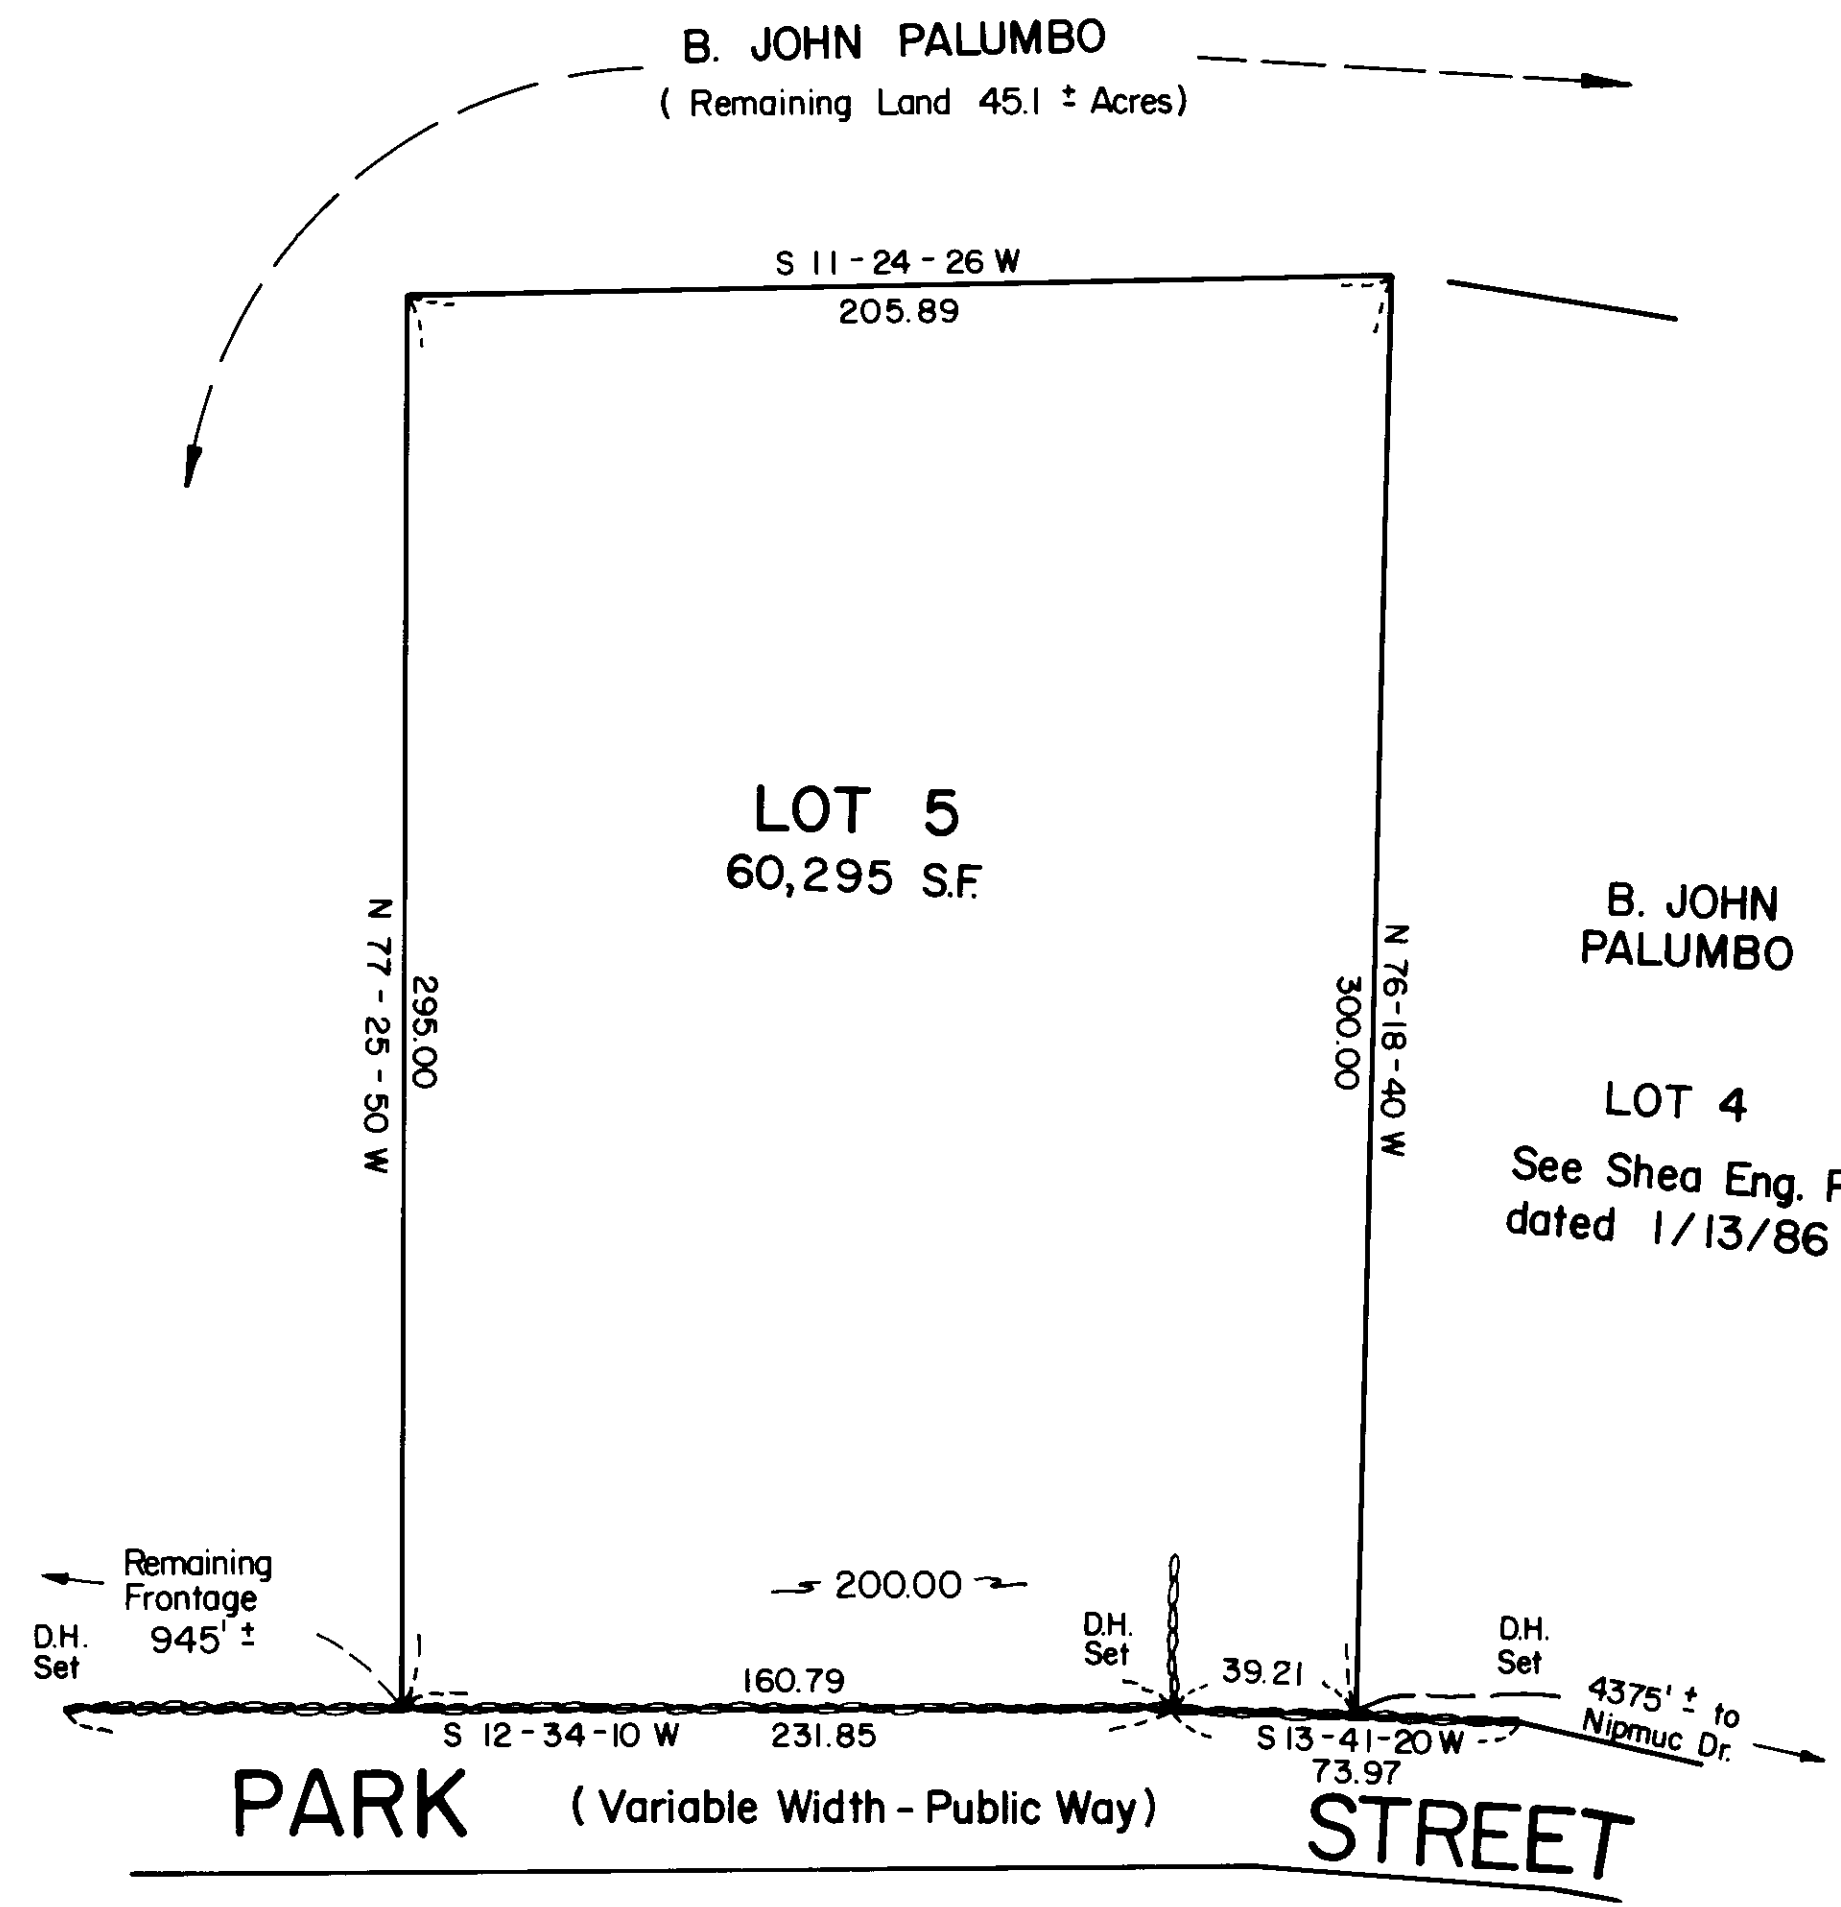 B. JOHN PALUMBO
( Remaining Land 45.1 ± Acres)
S 11-24-26 W
205.89
LOT 5
60,295 S.F.
N 77-25-50 W
295.00
300.00
N 76-18-40 W
B. JOHN
PALUMBO
LOT 4
See Shea Eng.
dated 1/13/86
Remaining
Frontage
945' ±
D.H.
Set
200.00
D.H.
Set
D.H.
Set
160.79
39.21
S 12-34-10 W 231.85
S 13-41-20 W
73.97
4375' ± to
Nipmuc Dr.
PARK (Variable Width - Public Way) STREET